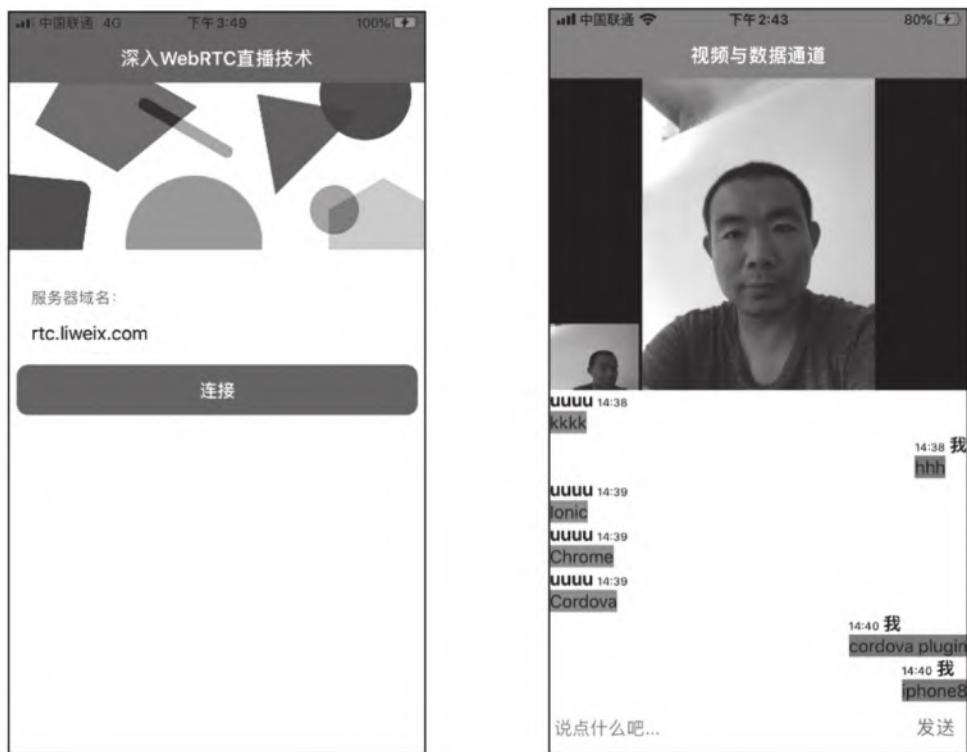 中国联通 4G 下午3:49 100%
深入WebRTC直播技术
服务器域名:
rtc.liweix.com
连接
中国联通 下午2:43 80%
视频与数据通道
uuuu 14:38
kkkk
14:38 我
hhh
uuuu 14:39
Ionic
uuuu 14:39
Chrome
uuuu 14:39
Cordova
14:40 我
cordova plugin
14:40 我
iphone8
说点什么吧... 发送